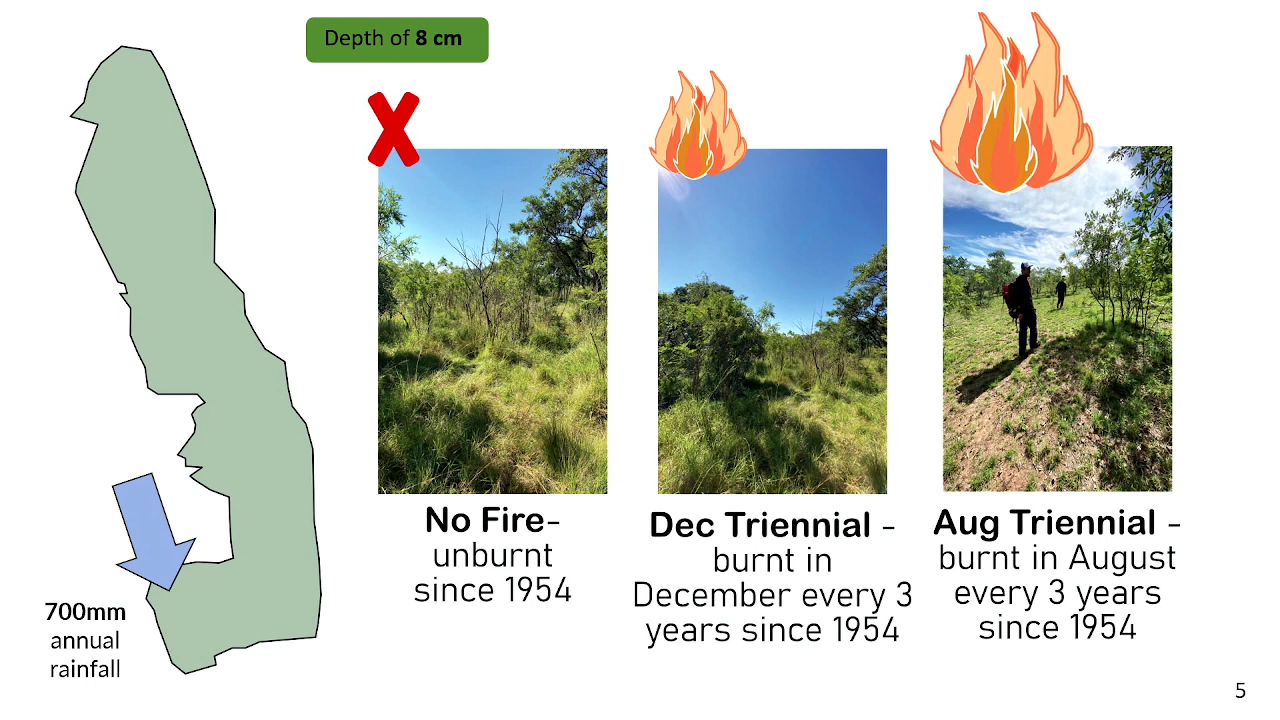 Depth of 8 cm
No Fire-
unburnt
since 1954
Dec Triennial -
burnt in
December every 3
years since 1954
Aug Triennial -
burnt in August
every 3 years
since 1954
700mm
annual
rainfall
5